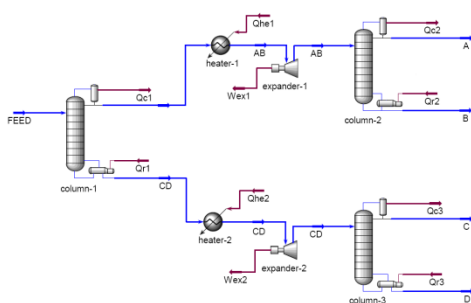 Qhe1
Qc2
A
heater-1
AB
AB
Qc1
Wex1
expander-1
Qr2
FEED
column-2
B
Qr1
Qhe2
Qc3
column-1
CD
C
heater-2
CD
CD
Wex2
expander-2
Qr3
column-3
D